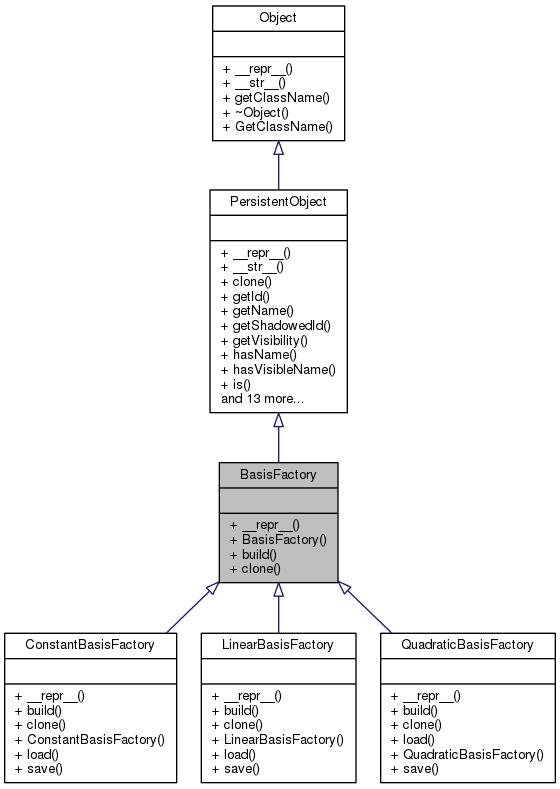 Object
+ __repr__()
+ __str__()
+ getClassName()
+ ~Object()
+ GetClassName()
PersistentObject
+ __repr__()
+ __str__()
+ clone()
+ getId()
+ getName()
+ getShadowedId()
+ getVisibility()
+ hasName()
+ hasVisibleName()
+ is()
and 13 more...
BasisFactory
+ __repr__()
+ BasisFactory()
+ build()
+ clone()
ConstantBasisFactory
+ __repr__()
+ build()
+ clone()
+ ConstantBasisFactory()
+ load()
+ save()
LinearBasisFactory
+ __repr__()
+ build()
+ clone()
+ LinearBasisFactory()
+ load()
+ save()
QuadraticBasisFactory
+ __repr__()
+ build()
+ clone()
+ load()
+ QuadraticBasisFactory()
+ save()